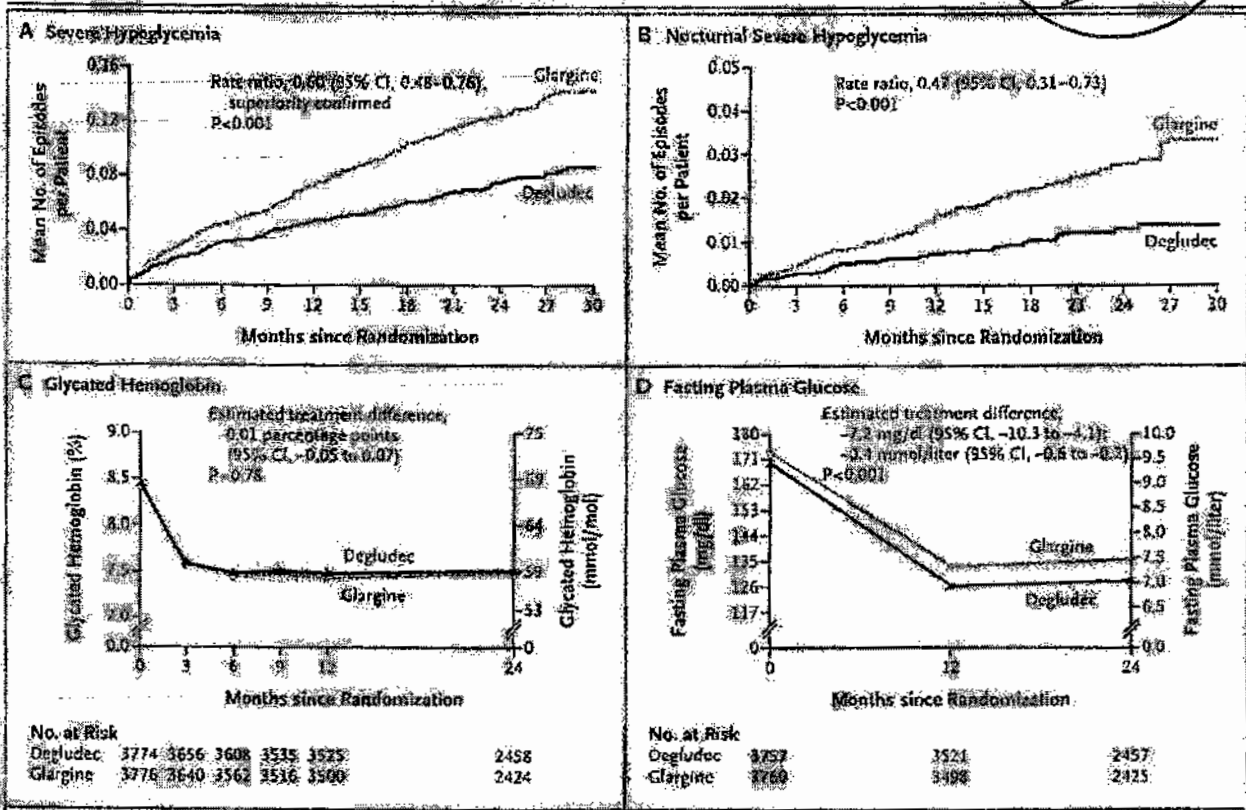 A Severe Hypoglycemia
0.16
0.12
0.08
0.04
0.00
Mean No. of Episodes
per Patient
Rate ratio, 0.60 (95% CI, 0.48–0.76),
superiority confirmed
P<0.001
Glargine
Degludec
0 3 6 9 12 15 18 21 24 27 30
Months since Randomization
B Nocturnal Severe Hypoglycemia
0.05
0.04
0.03
0.02
0.01
0.00
Mean No. of Episodes
per Patient
Rate ratio, 0.47 (95% CI, 0.31–0.73)
P<0.001
Glargine
Degludec
0 3 6 9 12 15 18 21 24 27 30
Months since Randomization
C Glycated Hemoglobin
Estimated treatment difference,
0.01 percentage points
(95% CI, –0.05 to 0.07)
P=0.78
9.0
8.5
8.0
7.5
7.0
0.0
Glycated Hemoglobin (%)
75
69
64
59
53
0
Glycated Hemoglobin
(mmol/mol)
Degludec
Glargine
0 3 6 9 12 24
Months since Randomization
No. at Risk
Degludec 3774 3656 3608 3535 3525 2458
Glargine 3776 3640 3562 3516 3500 2424
D Fasting Plasma Glucose
Estimated treatment difference,
–7.2 mg/dl (95% CI, –10.3 to –4.1);
–0.4 mmol/liter (95% CI, –0.6 to –0.2)
P<0.001
180
171
162
153
144
135
126
117
0
Fasting Plasma Glucose
(mg/dl)
10.0
9.5
9.0
8.5
8.0
7.5
7.0
6.5
0.0
Fasting Plasma Glucose
(mmol/liter)
Glargine
Degludec
0 12 24
Months since Randomization
No. at Risk
Degludec 3757 3521 2457
Glargine 3760 3498 2425